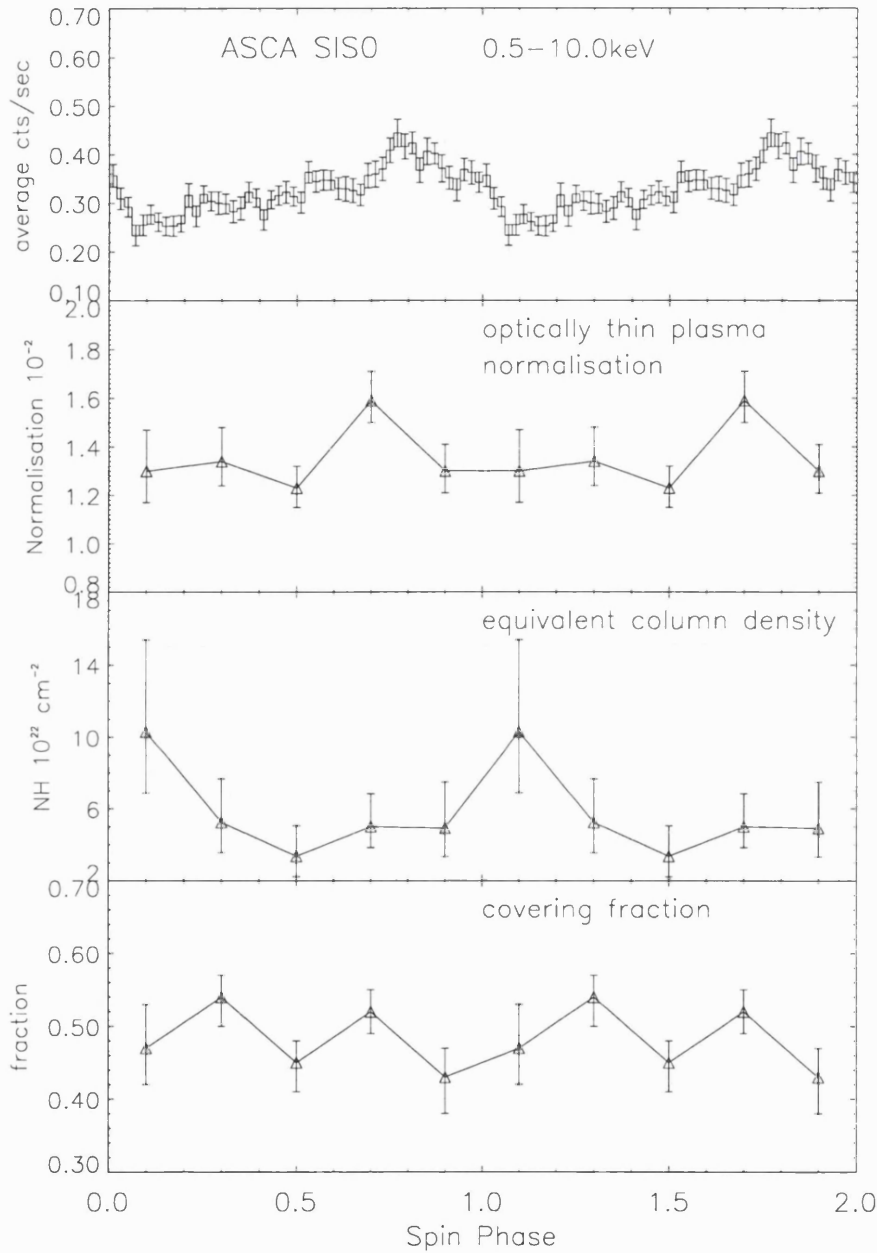 0.70
ASCA SIS0 0.5-10.0keV
0.60
0.50
0.40
0.30
0.20
0.10
average cts/sec
2.0
optically thin plasma
normalisation
1.8
1.6
1.4
1.2
1.0
0.8
Normalisation 10⁻²
18
equivalent column density
14
10
6
2
NH 10²² cm⁻²
0.70
covering fraction
0.60
0.50
0.40
0.30
fraction
0.0 0.5 1.0 1.5 2.0
Spin Phase